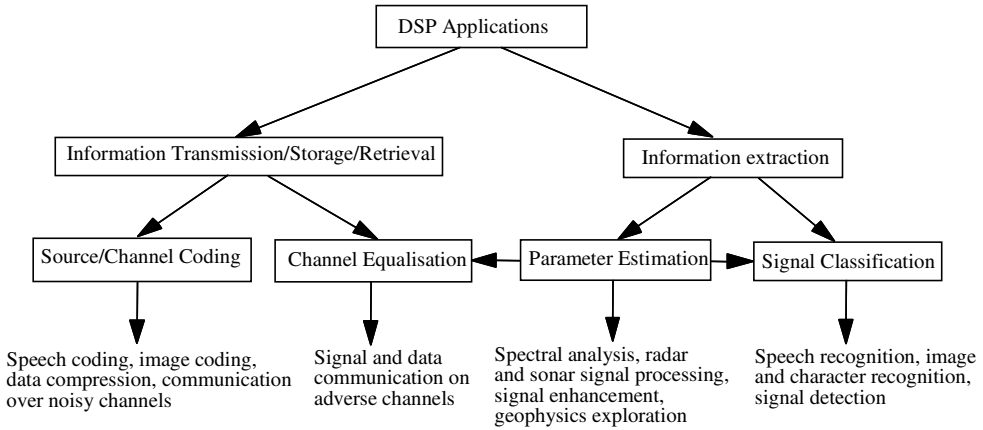 DSP Applications
Information Transmission/Storage/Retrieval
Information extraction
Source/Channel Coding
Channel Equalisation
Parameter Estimation
Signal Classification
Speech coding, image coding,
data compression, communication
over noisy channels
Signal and data
communication on
adverse channels
Spectral analysis, radar
and sonar signal processing,
signal enhancement,
geophysics exploration
Speech recognition, image
and character recognition,
signal detection